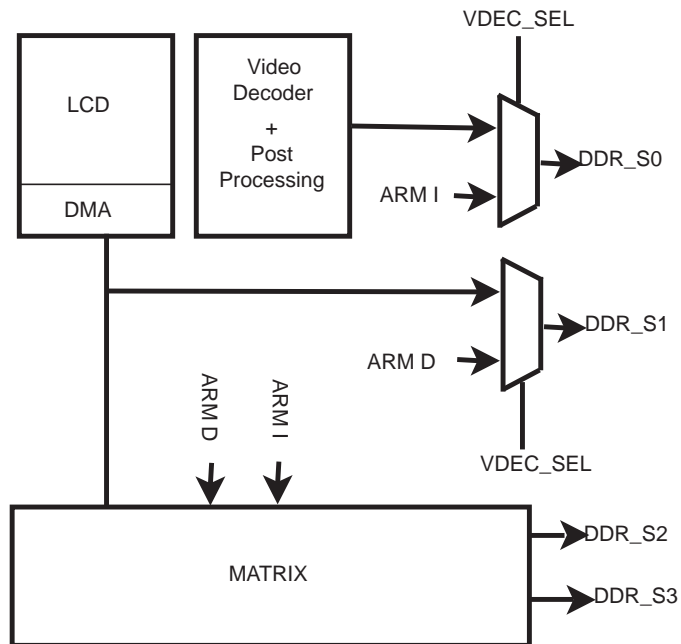 VDEC_SEL
LCD
DMA
Video
Decoder
+
Post
Processing
ARM I
DDR_S0
ARM D
DDR_S1
VDEC_SEL
ARM D
ARM I
MATRIX
DDR_S2
DDR_S3